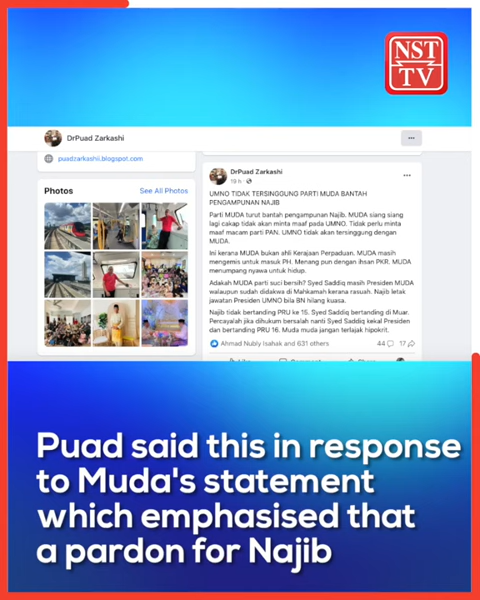 NST
TV
DrPuad Zarkashi
puadzarkashii.blogspot.com
Photos
See All Photos
DrPuad Zarkashi
19 h
UMNO TIDAK TERSINGGUNG PARTI MUDA BANTAH
PENGAMPUNAN NAJIB
Parti MUDA turut bantah pengampunan Najib. MUDA siang siang
lagi cakap tidak akan minta maaf pada UMNO. Tidak perlu minta
maaf macam parti PAN. UMNO tidak akan tersinggung dengan
MUDA.
Ini kerana MUDA bukan ahli Kerajaan Perpaduan. MUDA masih
mengemis untuk masuk PH. Menang pun dengan ihsan PKR. MUDA
menumpang nyawa untuk hidup.
Adakah MUDA parti suci bersih? Syed Saddiq masih Presiden MUDA
walaupun sudah didakwa di Mahkamah kerana rasuah. Najib letak
jawatan Presiden UMNO bila BN hilang kuasa.
Najib tidak bertanding PRU ke 15. Syed Saddiq bertanding di Muar.
Percayalah jika dihukum bersalah nanti Syed Saddiq kekal Presiden
dan bertanding PRU 16. Muda muda jangan terlajak hipokrit.
Ahmad Nubly Isahak and 631 others
44
17
Puad said this in response
to Muda's statement
which emphasised that
a pardon for Najib